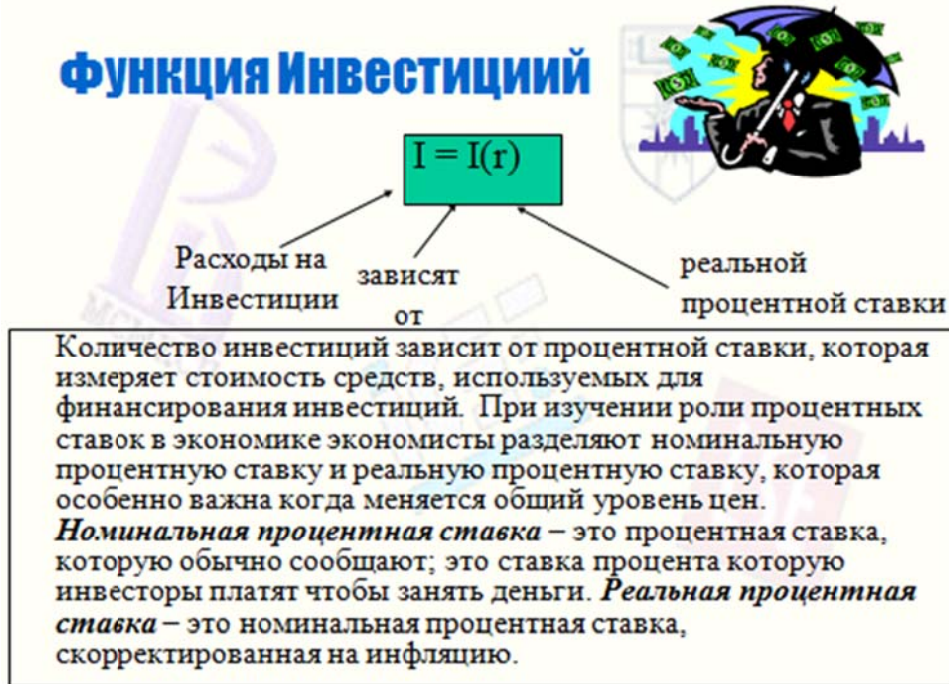 Функция Инвестициий
I = I(r)
Расходы на
Инвестиции
зависят
от
реальной
процентной ставки
Количество инвестиций зависит от процентной ставки, которая
измеряет стоимость средств, используемых для
финансирования инвестиций. При изучении роли процентных
ставок в экономике экономисты разделяют номинальную
процентную ставку и реальную процентную ставку, которая
особенно важна когда меняется общий уровень цен.
Номинальная процентная ставка – это процентная ставка,
которую обычно сообщают; это ставка процента которую
инвесторы платят чтобы занять деньги. Реальная процентная
ставка – это номинальная процентная ставка,
скорректированная на инфляцию.